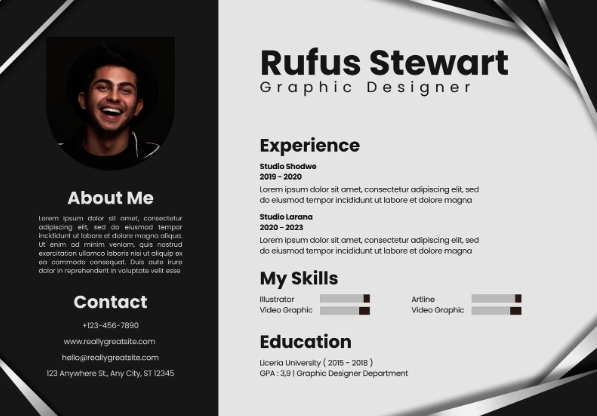 Rufus Stewart
Graphic Designer
About Me
Lorem ipsum dolor sit amet, consectetur
adipiscing elit, sed do eiusmod tempor
incididunt ut labore et dolore magna aliqua.
Ut enim ad minim veniam, quis nostrud
exercitation ullamco laboris nisi ut aliquip ex
ea commodo consequat. Duis aute irure
dolor in reprehenderit in voluptate velit esse
Contact
+123-456-7890
www.reallygreatsite.com
hello@reallygreatsite.com
123 Anywhere St., Any City, ST 12345
Experience
Studio Shodwe
2019 - 2020
Lorem ipsum dolor sit amet, consectetur adipiscing elit, sed
do eiusmod tempor incididunt ut labore et dolore magna
Studio Larana
2020 - 2023
Lorem ipsum dolor sit amet, consectetur adipiscing elit, sed
do eiusmod tempor incididunt ut labore et dolore magna
My Skills
Illustrator
Video Graphic
Artline
Video Graphic
Education
Liceria University ( 2015 - 2018 )
GPA : 3,9 | Graphic Designer Department